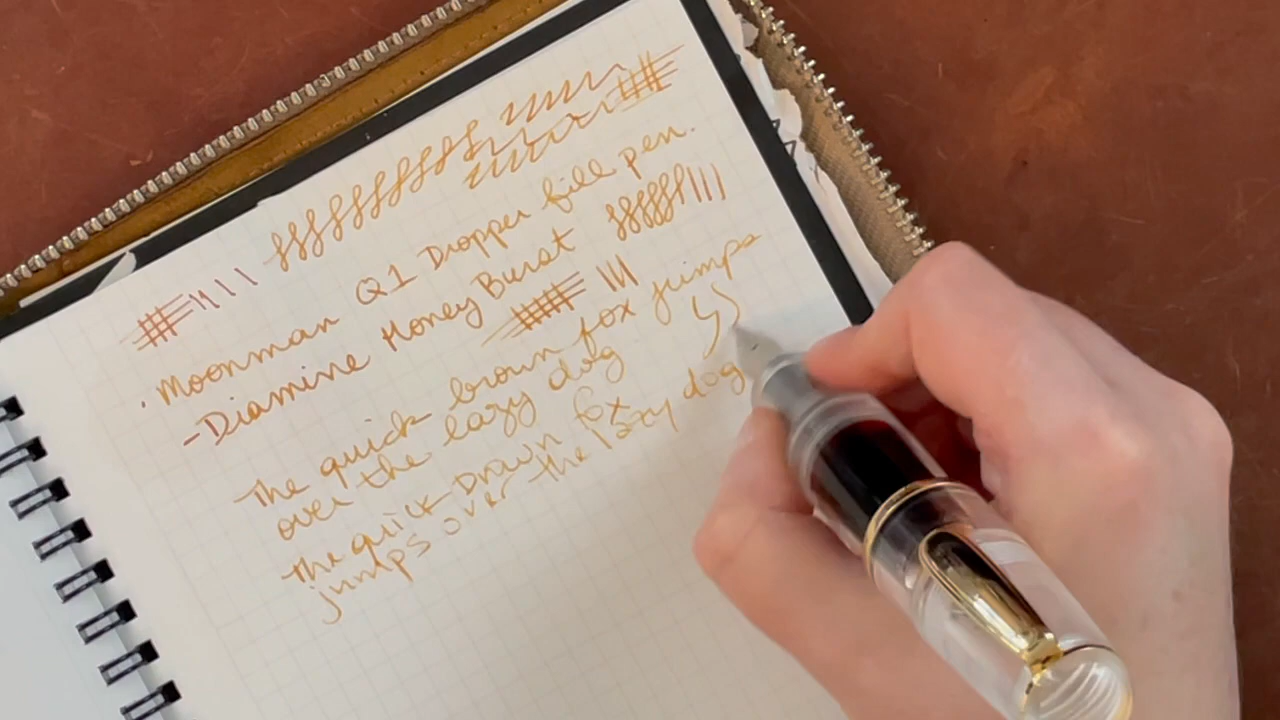 . Moonman Q1 Dropper fill pen.
- Diamine Honey Burst
The quick brown fox jumps
over the lazy dog
The quick brown fox
jumps over the lazy dog